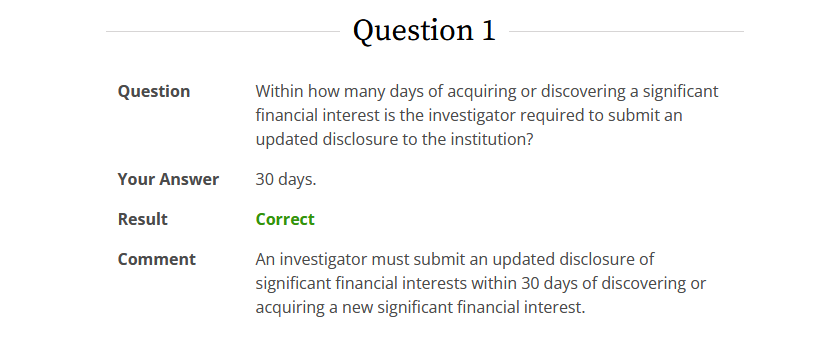 Question 1
Question
Within how many days of acquiring or discovering a significant
financial interest is the investigator required to submit an
updated disclosure to the institution?
Your Answer
30 days.
Result
Correct
Comment
An investigator must submit an updated disclosure of
significant financial interests within 30 days of discovering or
acquiring a new significant financial interest.